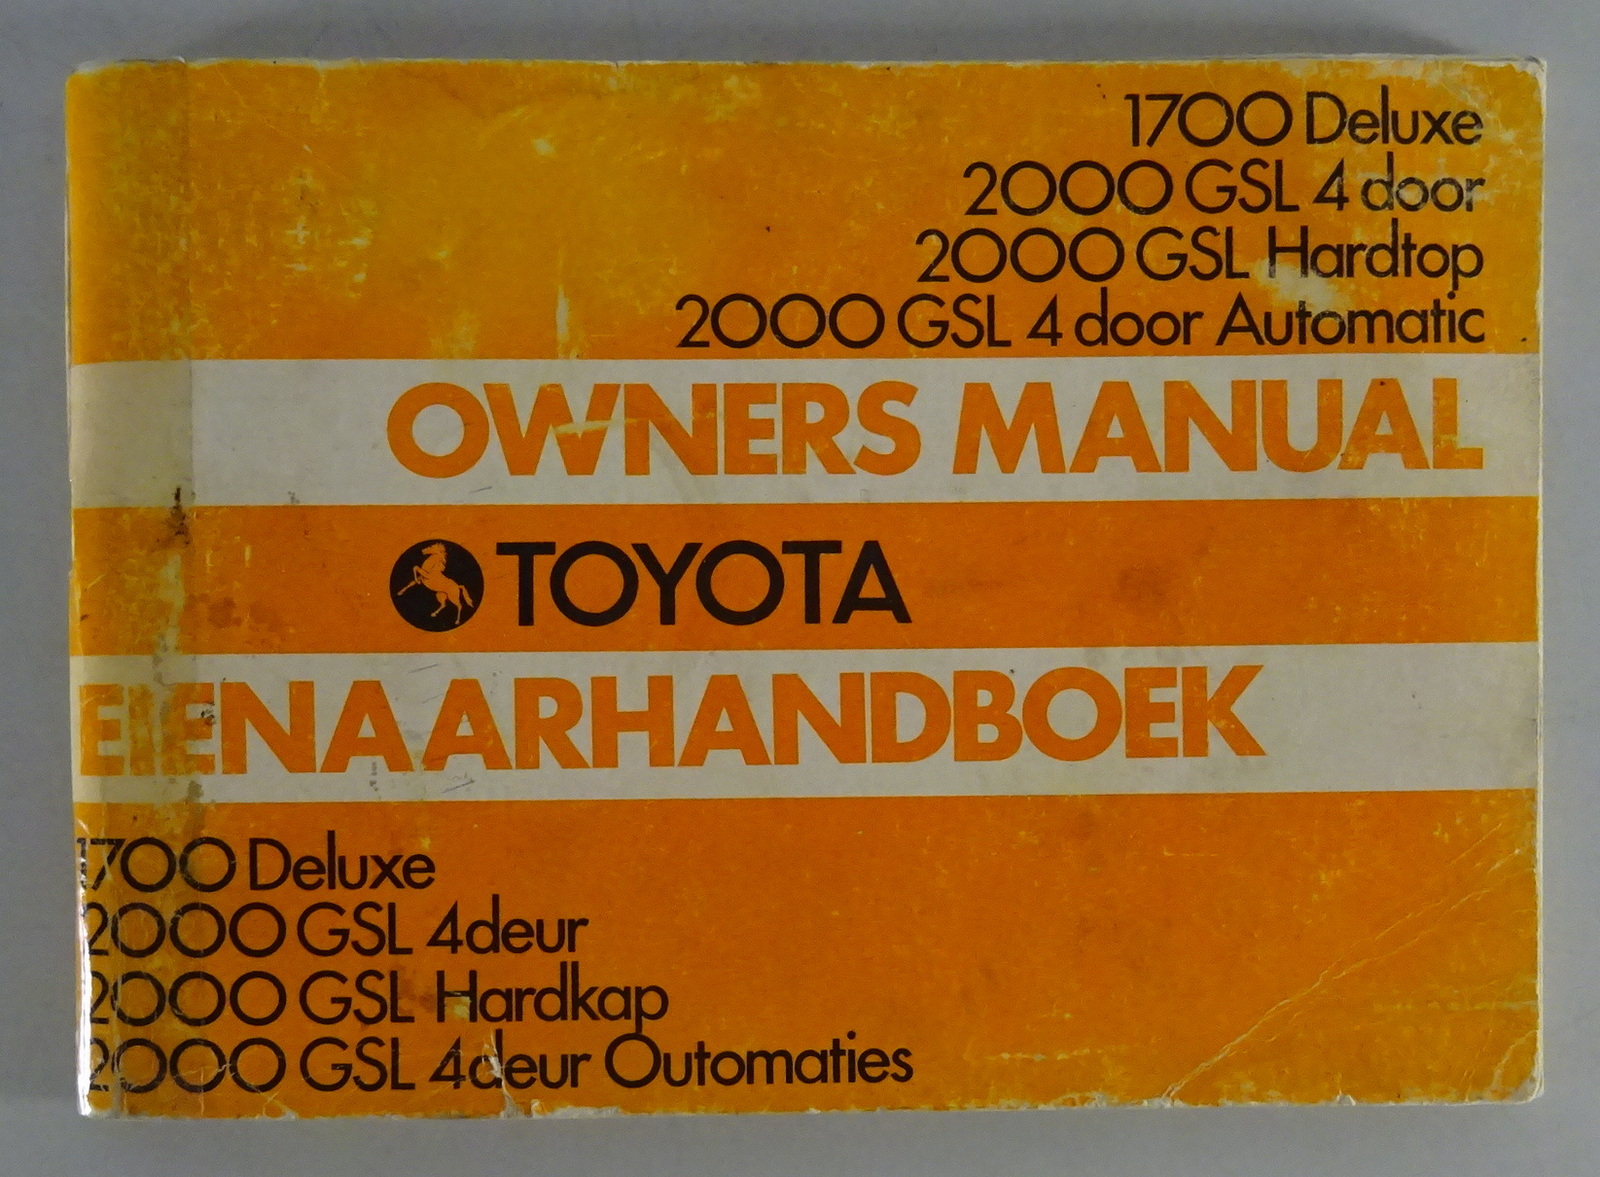 1700 Deluxe
2000 GSL 4 door
2000 GSL Hardtop
2000 GSL 4 door Automatic
OWNERS MANUAL
TOYOTA
EIENAARHANDBOEK
1700 Deluxe
2000 GSL 4deur
2000 GSL Hardkap
2000 GSL 4deur Outomaties